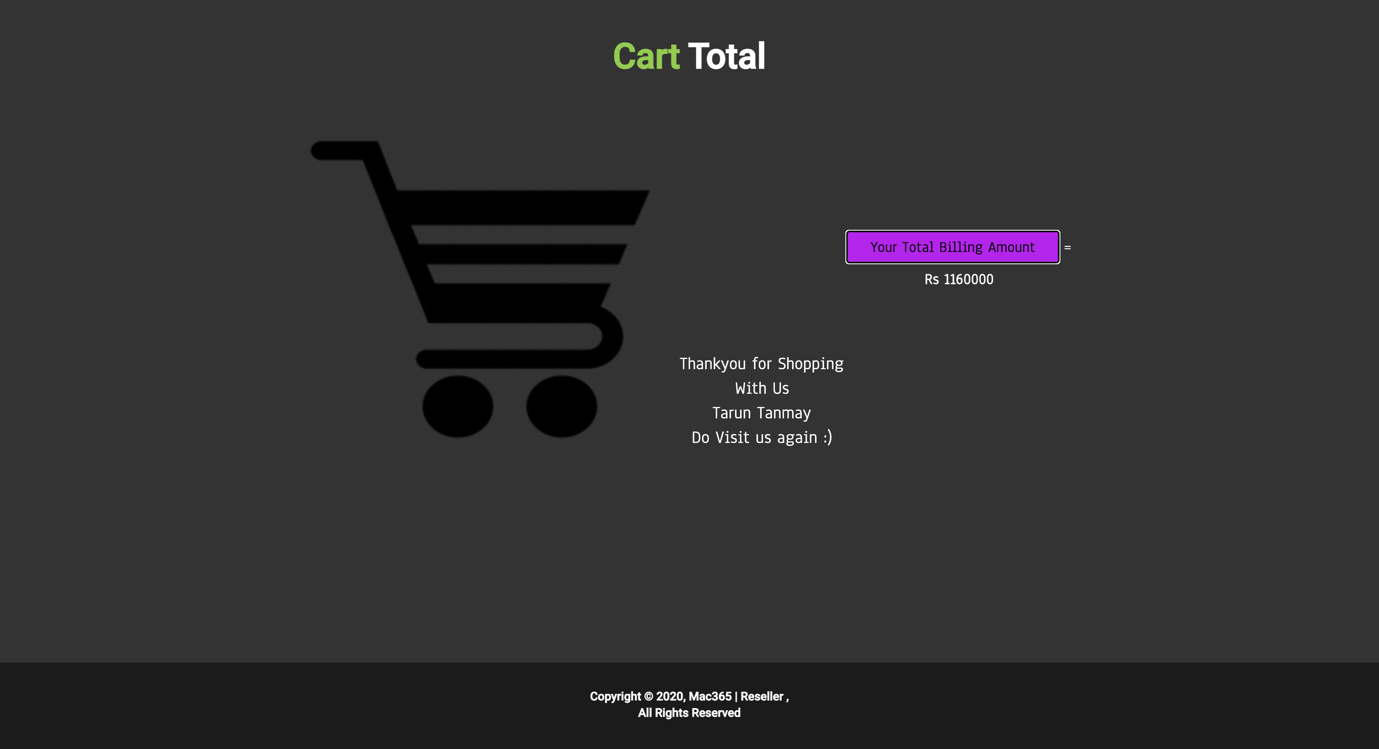 Cart Total
Your Total Billing Amount =
Rs 1160000
Thankyou for Shopping
With Us
Tarun Tanmay
Do Visit us again :)
Copyright © 2020, Mac365 | Reseller ,
All Rights Reserved